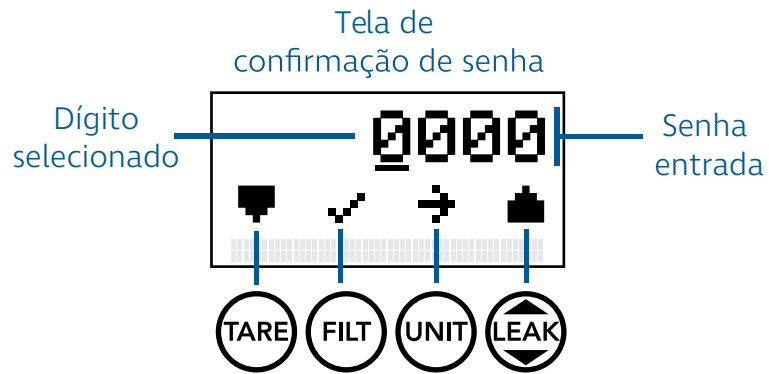 Tela de
confirmação de senha
Dígito
selecionado
0000
Senha
entrada
TARE
FILT
UNIT
LEAK